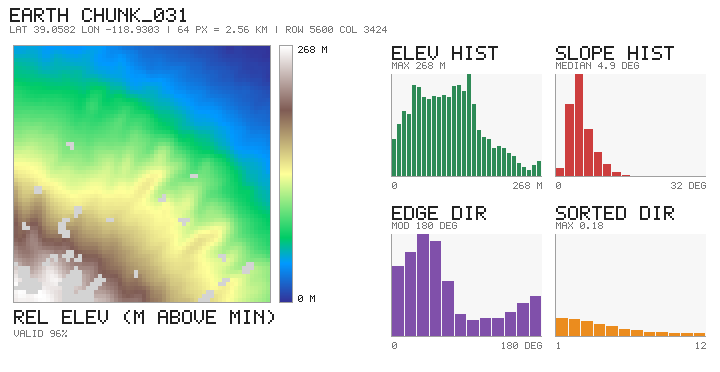 EARTH CHUNK_031
LAT 39.0582 LON -118.9303 | 64 PX = 2.56 KM | ROW 5600 COL 3424
268 M
0 M
REL ELEV (M ABOVE MIN)
VALID 96%
ELEV HIST
MAX 268 M
0 268 M
SLOPE HIST
MEDIAN 4.9 DEG
0 32 DEG
EDGE DIR
MOD 180 DEG
0 180 DEG
SORTED DIR
MAX 0.18
1 12